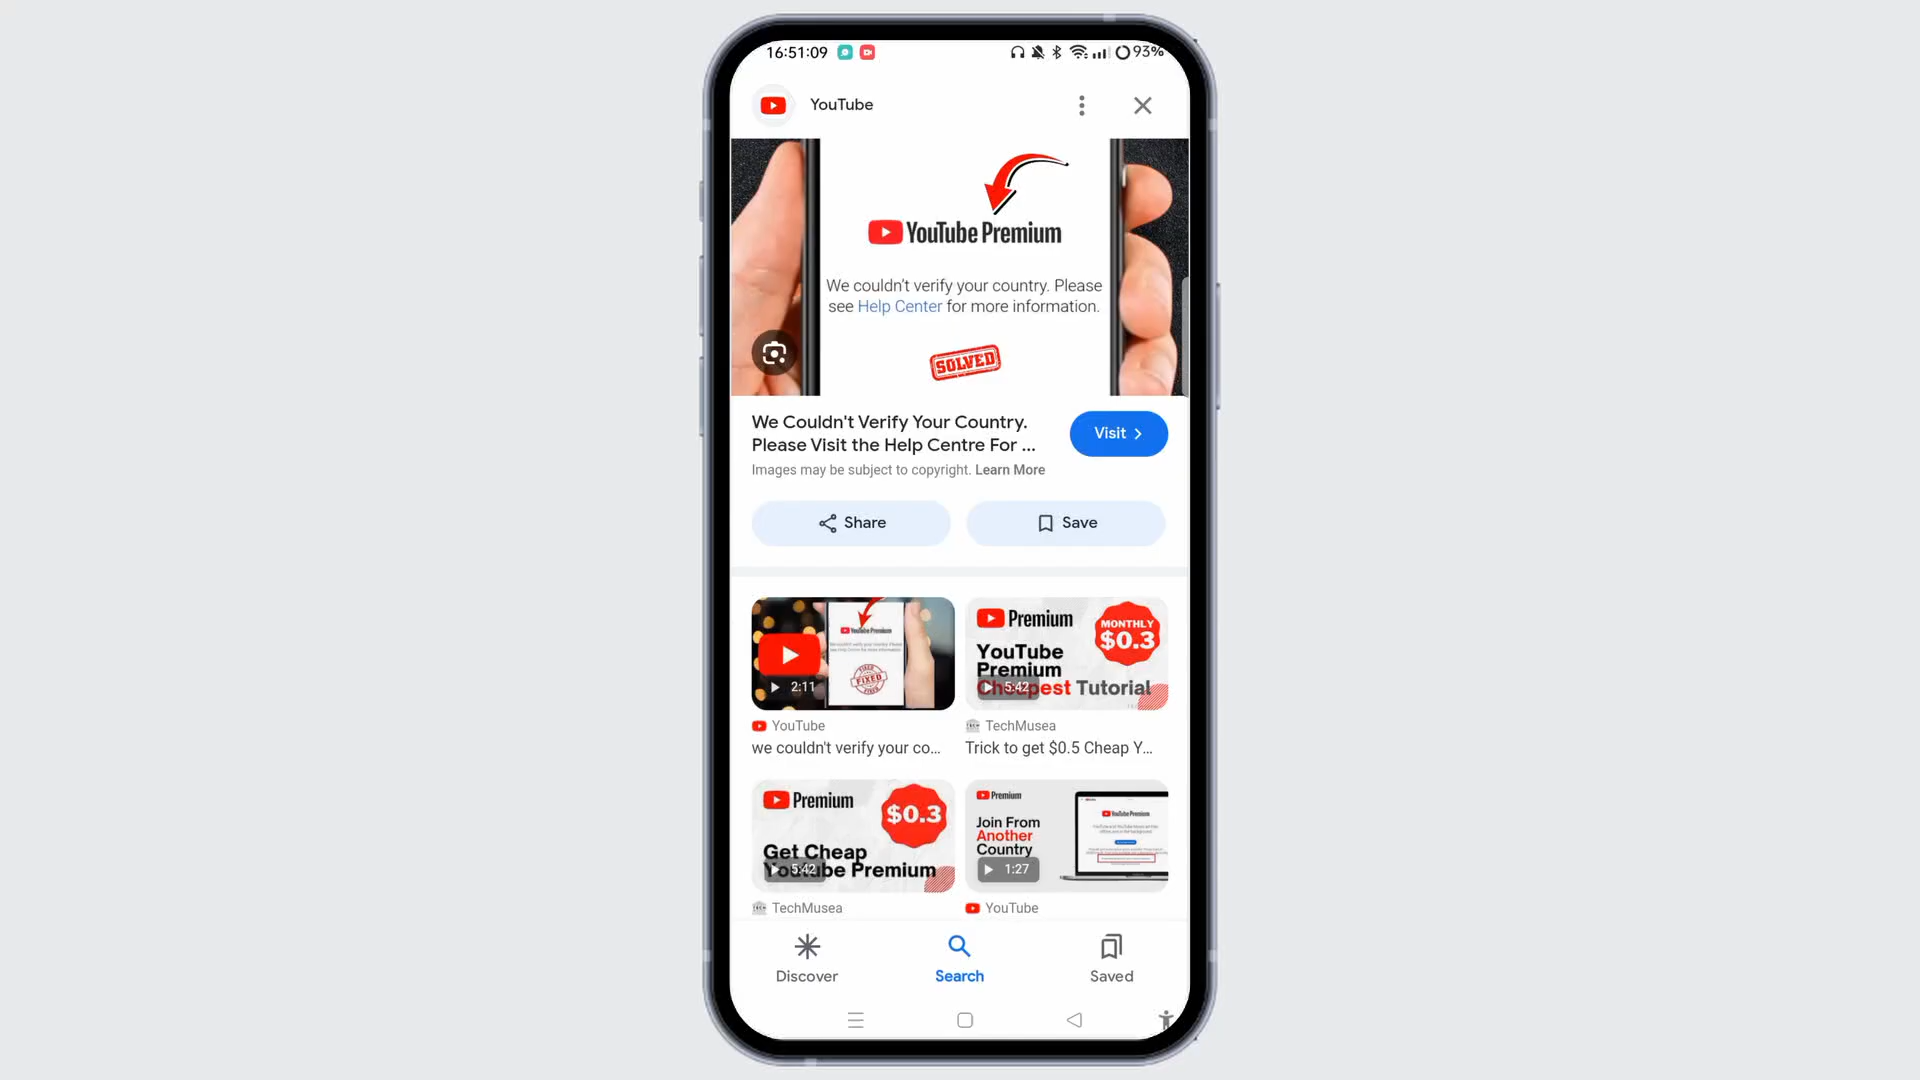 16:51:09
93%
YouTube
YouTube Premium
We couldn't verify your country. Please
see Help Center for more information.
SOLVED
We Couldn't Verify Your Country.
Please Visit the Help Centre For ...
Visit
Images may be subject to copyright. Learn More
Share
Save
YouTube Premium
FIXED
2:11
Premium
MONTHLY
$0.3
YouTube
Premium
Cheapest Tutorial
5:42
YouTube
we couldn't verify your co...
TechMusea
Trick to get $0.5 Cheap Y...
Premium
$0.3
Get Cheap
Youtube Premium
5:42
Premium
Join From
Another
Country
1:27
YouTube Premium
TechMusea
YouTube
Discover
Search
Saved